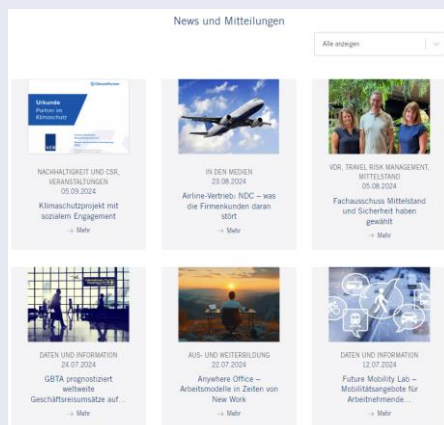 News und Mitteilungen
Alle anzeigen
ClimatePartner
Urkunde
Partner im
Klimaschutz
VDR
NACHHALTIGKEIT UND CSR,
VERANSTALTUNGEN
05.09.2024
Klimaschutzprojekt mit
sozialem Engagement
→ Mehr
IN DEN MEDIEN
23.08.2024
Airline-Vertrieb: NDC – was
die Firmenkunden daran
stört
→ Mehr
VDR, TRAVEL RISK MANAGEMENT,
MITTELSTAND
05.08.2024
Fachausschuss Mittelstand
und Sicherheit haben
gewählt
→ Mehr
DATEN UND INFORMATION
24.07.2024
GBTA prognostiziert
weltweite
Geschäftsreisumsätze auf...
→ Mehr
AUS- UND WEITERBILDUNG
22.07.2024
Anywhere Office –
Arbeitsmodelle in Zeiten von
New Work
→ Mehr
DATEN UND INFORMATION
12.07.2024
Future Mobility Lab –
Mobilitätsangebote für
Arbeitnehmende...
→ Mehr